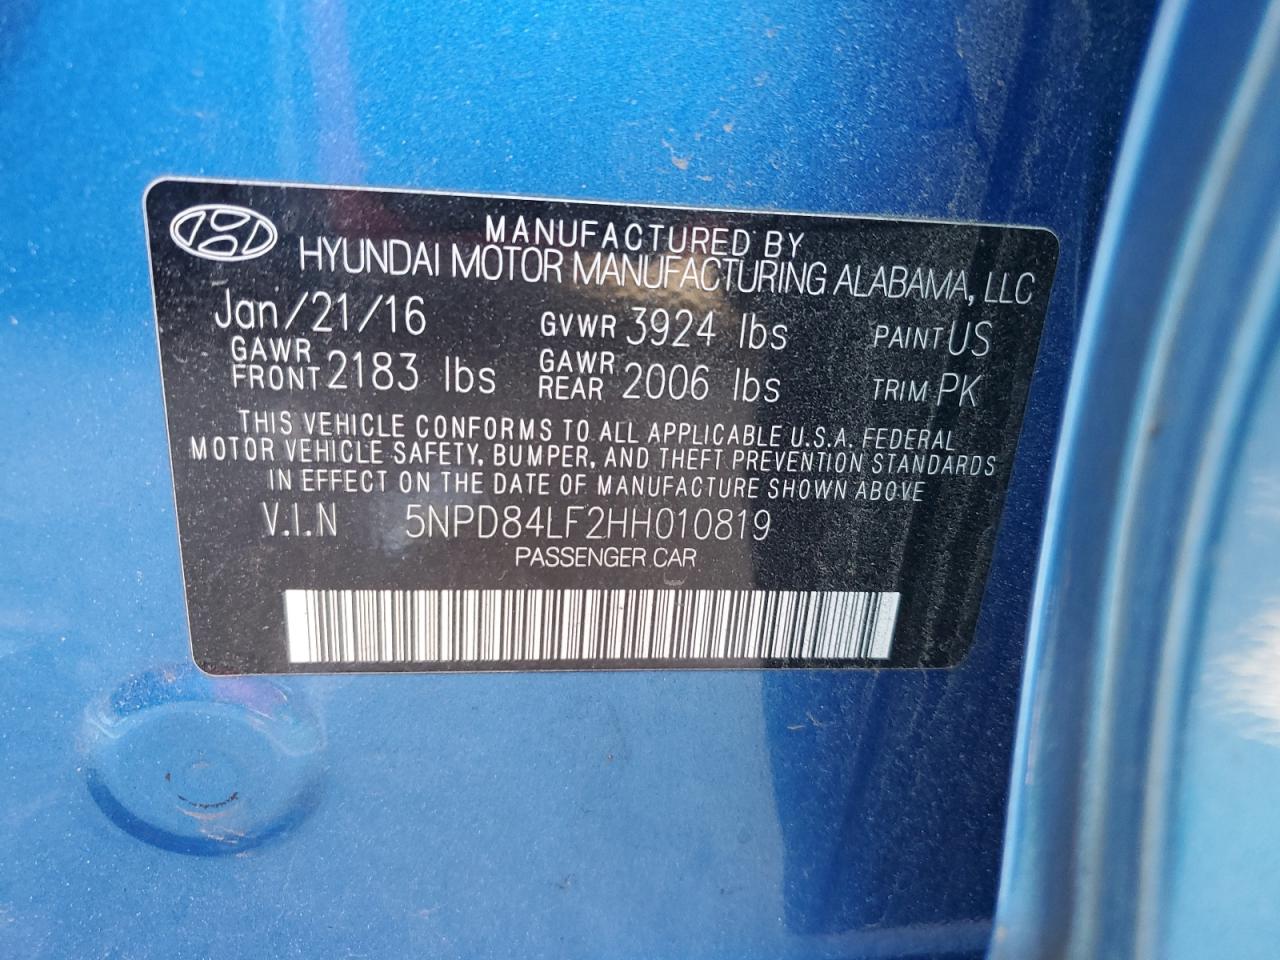 MANUFACTURED BY
HYUNDAI MOTOR MANUFACTURING ALABAMA, LLC
Jan/21/16 GVWR 3924 lbs PAINT US
GAWR FRONT 2183 lbs GAWR REAR 2006 lbs TRIM PK
THIS VEHICLE CONFORMS TO ALL APPLICABLE U.S.A. FEDERAL
MOTOR VEHICLE SAFETY, BUMPER, AND THEFT PREVENTION STANDARDS
IN EFFECT ON THE DATE OF MANUFACTURE SHOWN ABOVE
V.I.N 5NPD84LF2HH010819
PASSENGER CAR